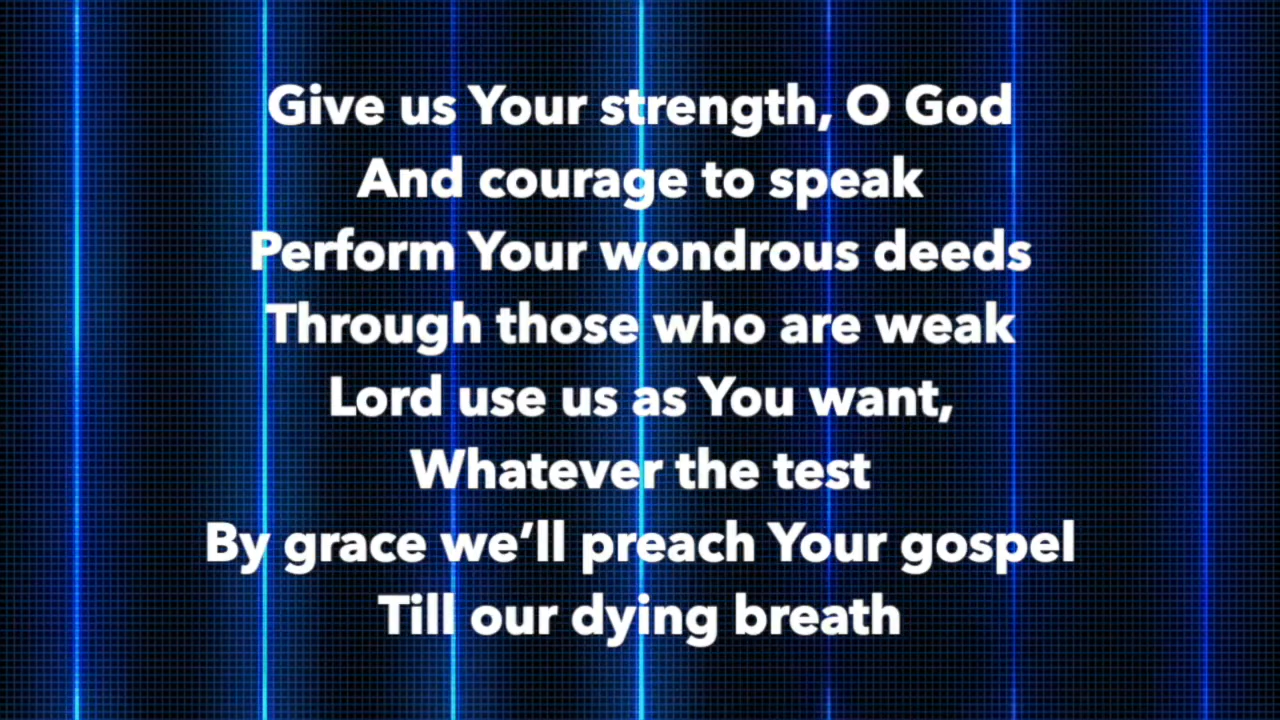 Give us Your strength, O God
And courage to speak
Perform Your wondrous deeds
Through those who are weak
Lord use us as You want,
Whatever the test
By grace we’ll preach Your gospel
Till our dying breath